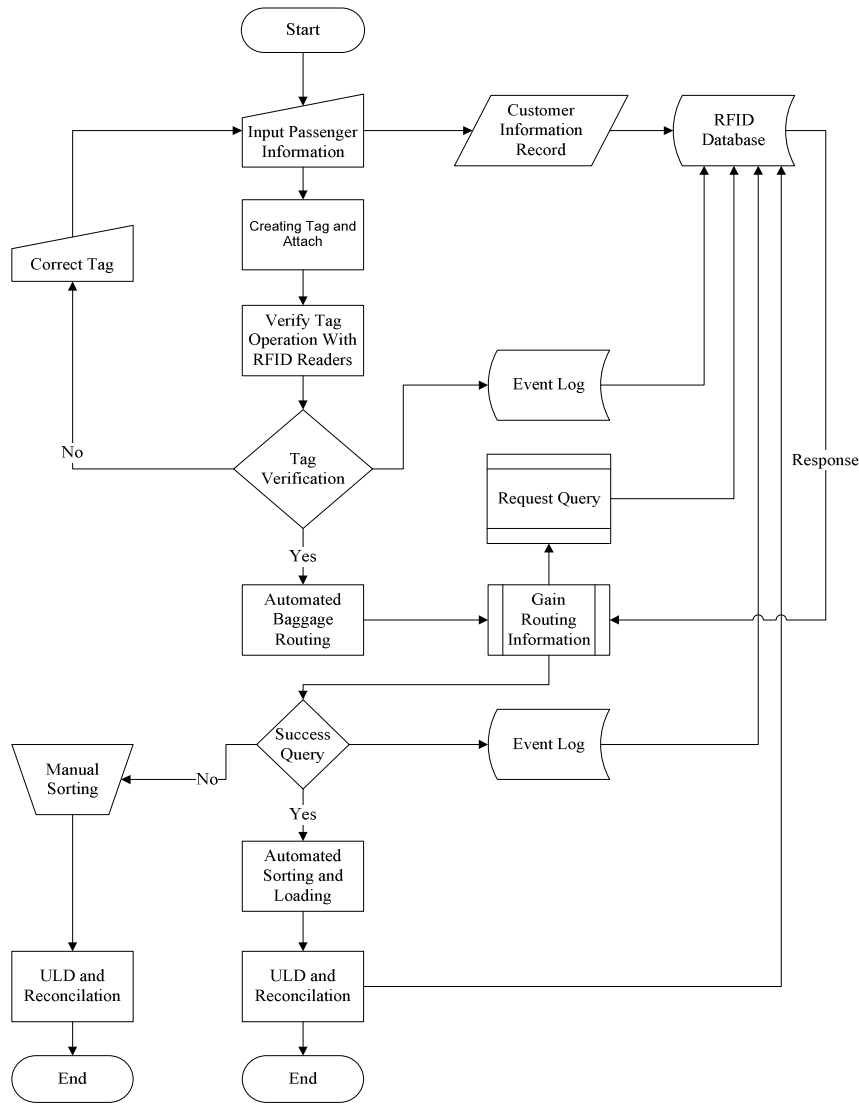 Start
Input Passenger
Information
Customer
Information
Record
RFID
Database
Creating Tag and
Attach
Correct Tag
Verify Tag
Operation With
RFID Readers
Event Log
No
Tag
Verification
Response
Request Query
Yes
Automated
Baggage
Routing
Gain
Routing
Information
Success
Query
Event Log
Manual
Sorting
No
Yes
Automated
Sorting and
Loading
ULD and
Reconcilation
ULD and
Reconcilation
End
End